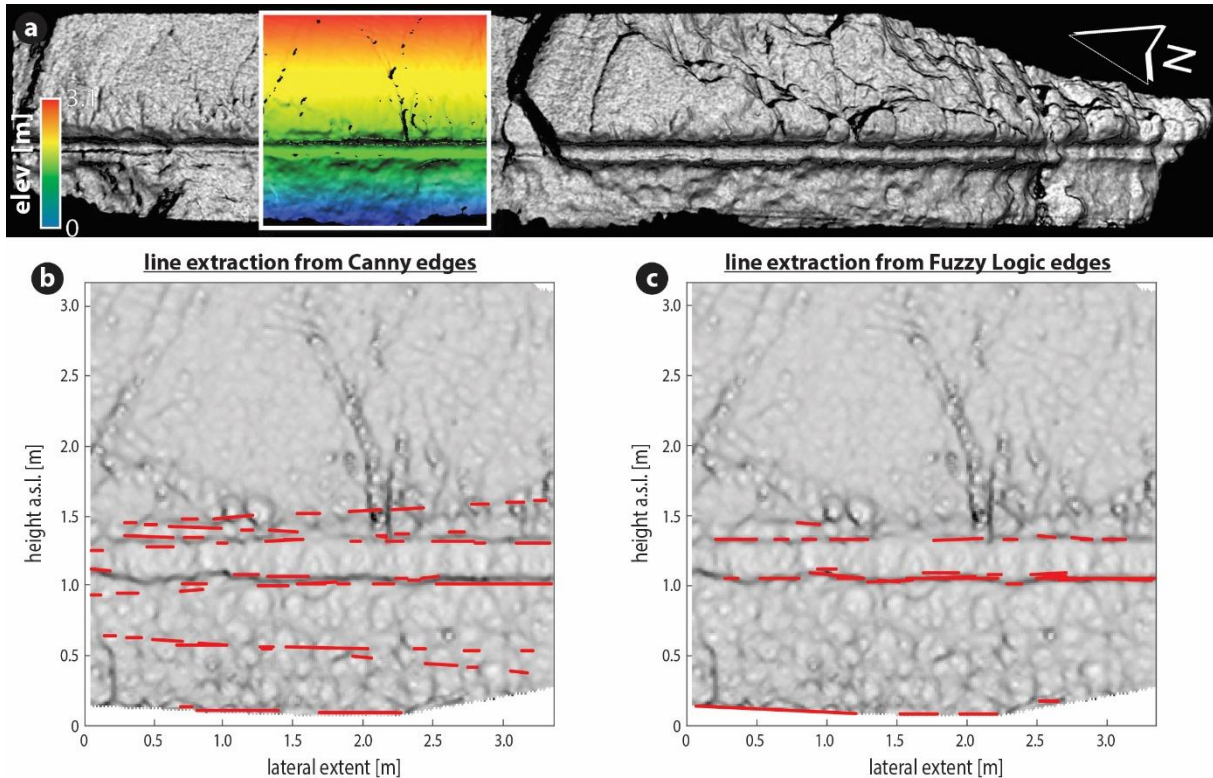 a
N
elev. [m]
3.1
0
line extraction from Canny edges
line extraction from Fuzzy Logic edges
b
c
3.0
2.5
2.0
1.5
1.0
0.5
0
height a.s.l. [m]
0
0.5
1.0
1.5
2.0
2.5
3.0
lateral extent [m]
3.0
2.5
2.0
1.5
1.0
0.5
0
height a.s.l. [m]
0
0.5
1.0
1.5
2.0
2.5
3.0
lateral extent [m]